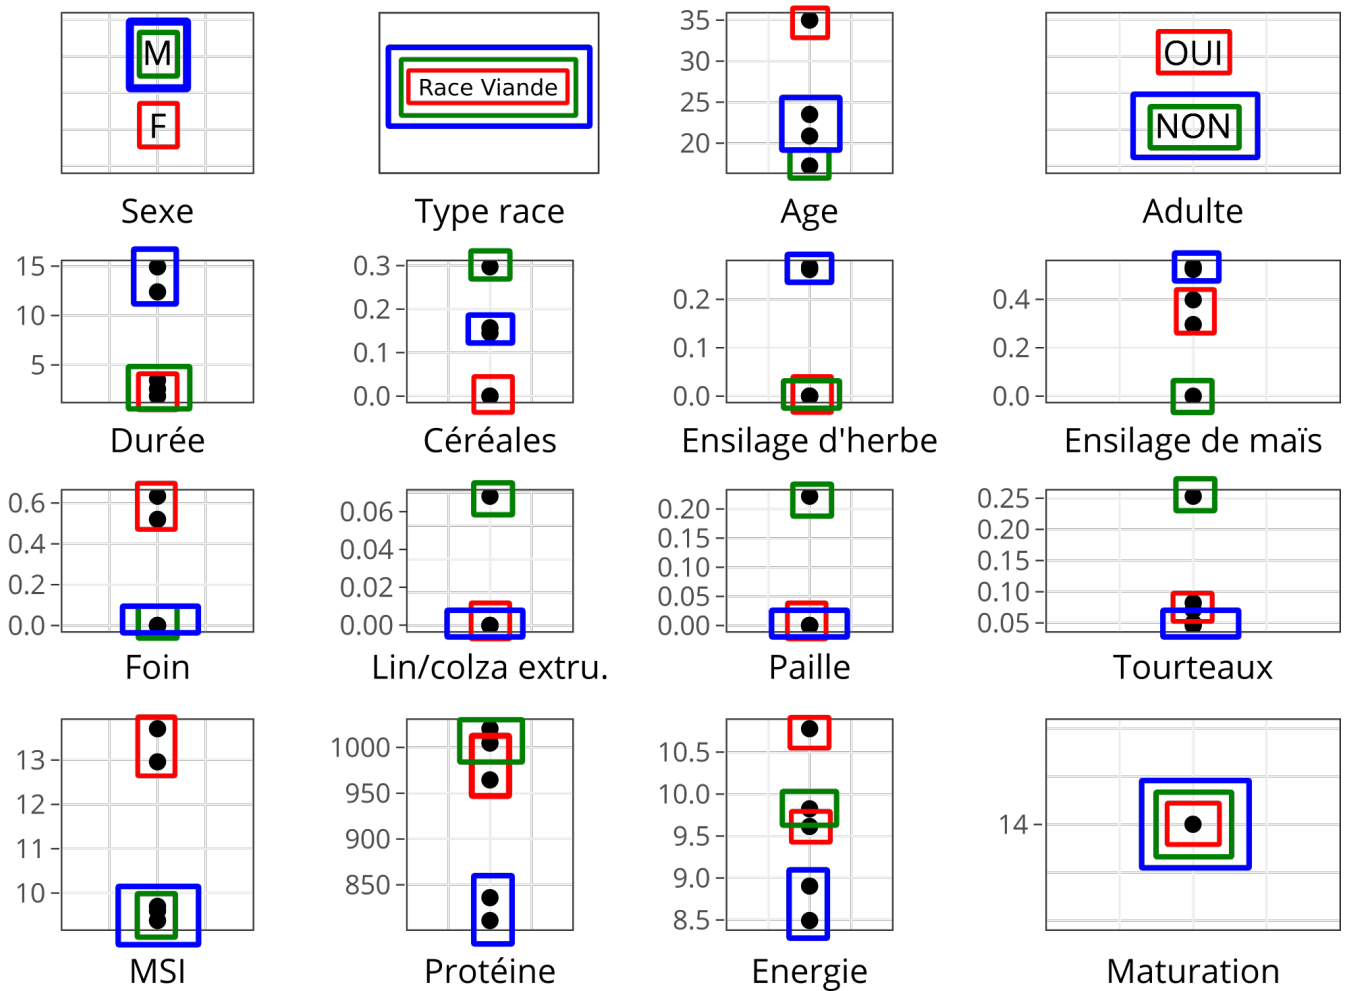 M
F
Sexe
Race Viande
Type race
35
30
25
20
Age
OUI
NON
Adulte
15
10
5
Durée
0.3
0.2
0.1
0.0
Céréales
0.2
0.1
0.0
Ensilage d'herbe
0.4
0.2
0.0
Ensilage de maïs
0.6
0.4
0.2
0.0
Foin
0.06
0.04
0.02
0.00
Lin/colza extru.
0.20
0.15
0.10
0.05
0.00
Paille
0.25
0.20
0.15
0.10
0.05
Tourteaux
13
12
11
10
MSI
1000
950
900
850
Protéine
10.5
10.0
9.5
9.0
8.5
Energie
14
Maturation